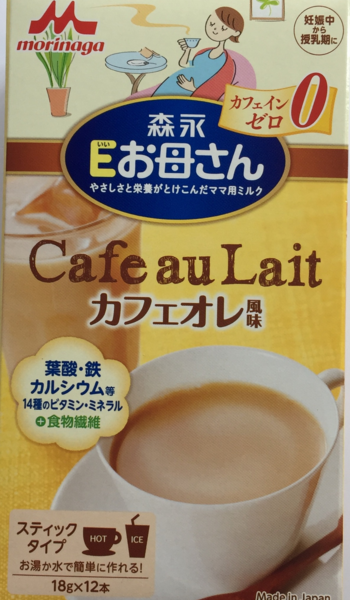 morinaga
妊娠中
から
授乳期に
カフェイン
ゼロ 0
森永
いい
Eお母さん
やさしさと栄養がとけこんだママ用ミルク
Cafe au Lait
カフェオレ風味
葉酸・鉄
カルシウム等
14種のビタミン・ミネラル
+食物繊維
スティック
タイプ
HOT
ICE
お湯か水で簡単に作れる!
18g×12本
Made in Japan